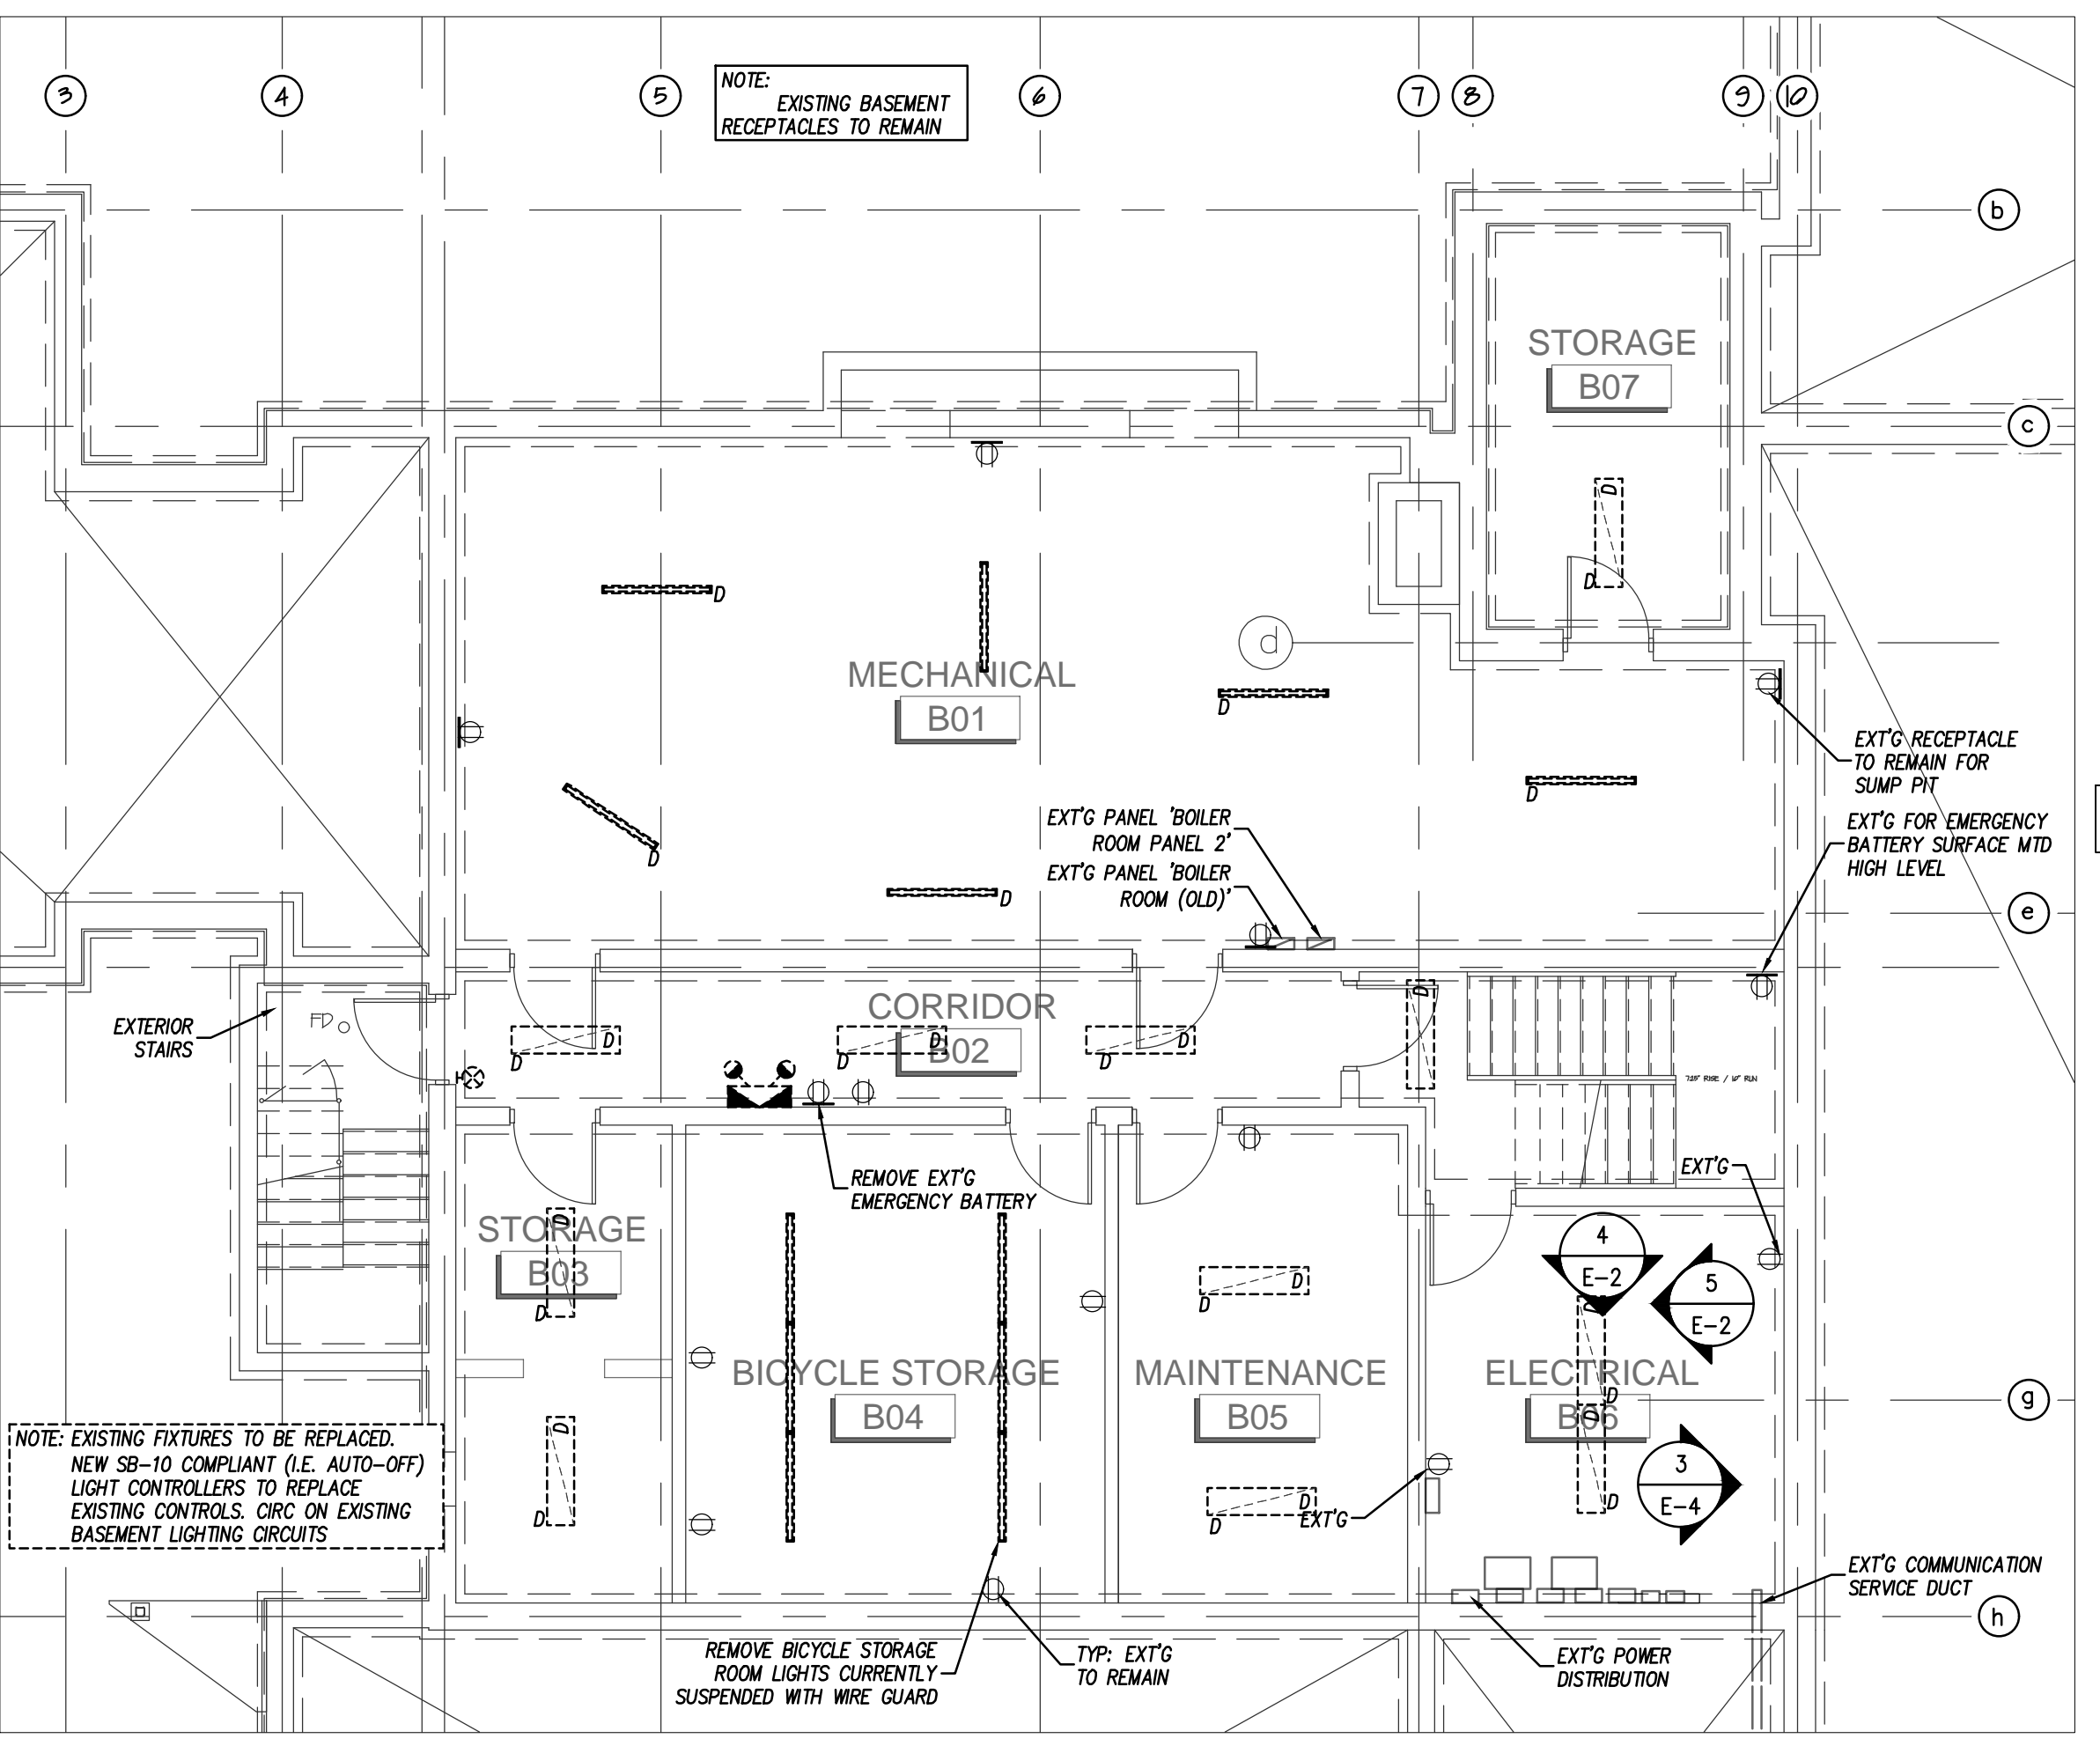 3
4
5
6
7
8
9
10
NOTE:
EXISTING BASEMENT
RECEPTACLES TO REMAIN
b
STORAGE
B07
c
D
D
D
d
MECHANICAL
B01
D
D
D
D
EXT'G RECEPTACLE
TO REMAIN FOR
SUMP PIT
EXT'G PANEL 'BOILER
ROOM PANEL 2'
EXT'G PANEL 'BOILER
ROOM (OLD)'
EXT'G FOR EMERGENCY
BATTERY SURFACE MTD
HIGH LEVEL
D
e
EXTERIOR
STAIRS
FD
CORRIDOR
B02
D
D
D
D
D
D
D
7.25" RISE / 10" RUN
REMOVE EXT'G
EMERGENCY BATTERY
EXT'G
STORAGE
B03
D
D
D
D
BICYCLE STORAGE
B04
MAINTENANCE
B05
D
D
D
D
ELECTRICAL
B06
D
D
D
D
4
E-2
5
E-2
3
E-4
g
EXT'G
NOTE: EXISTING FIXTURES TO BE REPLACED.
NEW SB-10 COMPLIANT (I.E. AUTO-OFF)
LIGHT CONTROLLERS TO REPLACE
EXISTING CONTROLS. CIRC ON EXISTING
BASEMENT LIGHTING CIRCUITS
EXT'G COMMUNICATION
SERVICE DUCT
h
REMOVE BICYCLE STORAGE
ROOM LIGHTS CURRENTLY
SUSPENDED WITH WIRE GUARD
TYP: EXT'G
TO REMAIN
EXT'G POWER
DISTRIBUTION